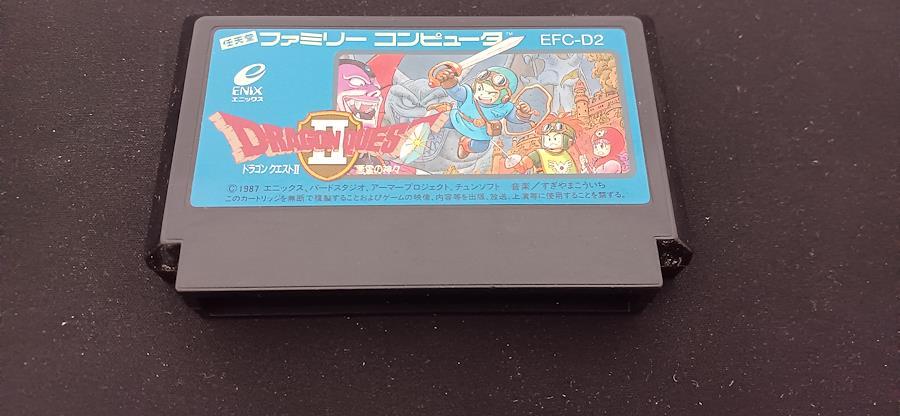 任天堂 ファミリー コンピュータ™ EFC-D2
ENIX
エニックス
DRAGON QUEST
II
ドラゴンクエストII 悪霊の神々
©1987 エニックス、バードスタジオ、アーマープロジェクト、チュンソフト 音楽／すぎやまこういち
このカートリッジを無断で複製することおよびゲームの映像、内容等を出版、放送、上演等に使用することを禁ずる。